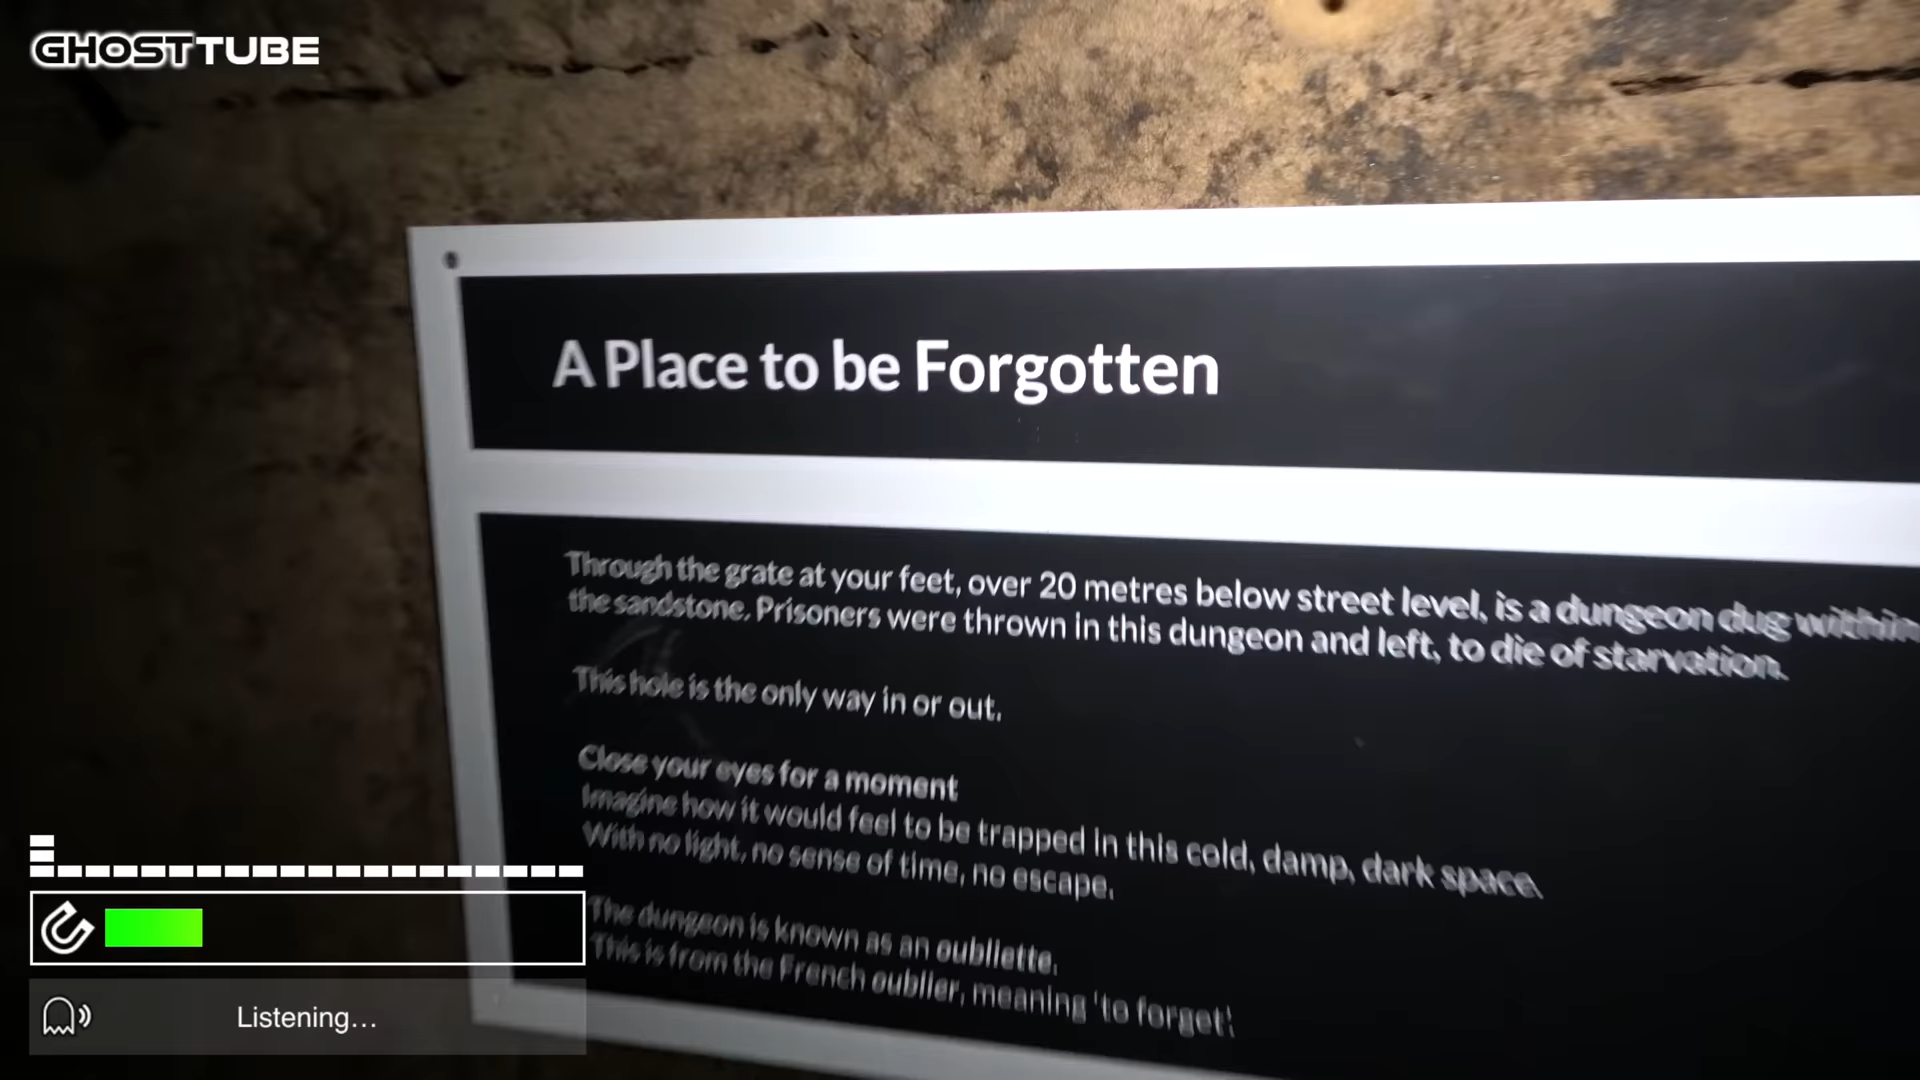 GHOSTTUBE
A Place to be Forgotten
Through the grate at your feet, over 20 metres below street level, is a dungeon dug within
the sandstone. Prisoners were thrown in this dungeon and left, to die of starvation.
This hole is the only way in or out.
Close your eyes for a moment
Imagine how it would feel to be trapped in this cold, damp, dark space.
With no light, no sense of time, no escape.
The dungeon is known as an oubliette.
This is from the French oublier, meaning 'to forget'.
Listening...